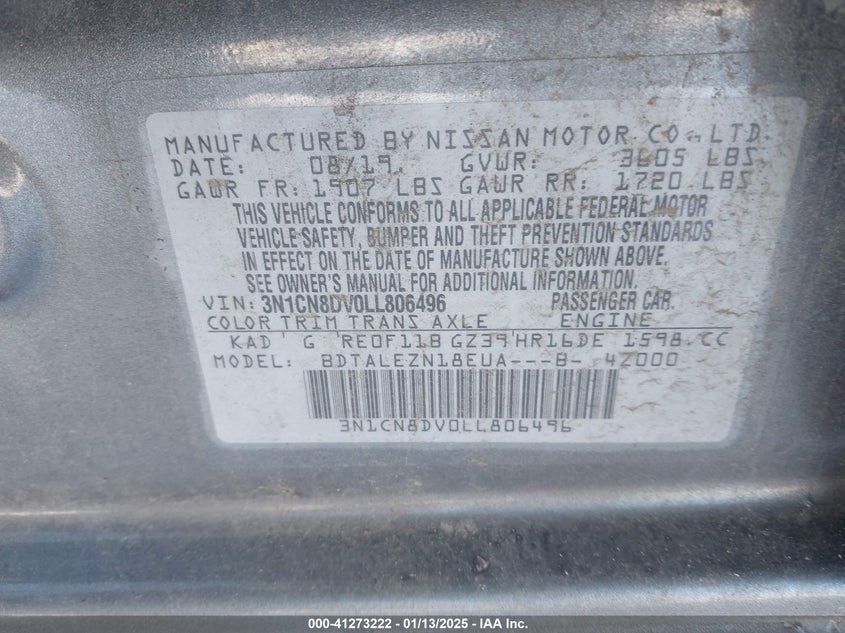 MANUFACTURED BY NISSAN MOTOR CO., LTD.
DATE: 08/19 GVWR: 3605 LBS
GAWR FR: 1907 LBS GAWR RR: 1720 LBS
THIS VEHICLE CONFORMS TO ALL APPLICABLE FEDERAL MOTOR
VEHICLE SAFETY, BUMPER AND THEFT PREVENTION STANDARDS
IN EFFECT ON THE DATE OF MANUFACTURE SHOWN ABOVE.
SEE OWNER'S MANUAL FOR ADDITIONAL INFORMATION.
VIN: 3N1CN8DV0LL806496 PASSENGER CAR
COLOR TRIM TRANS AXLE ENGINE
KAD G RE0F11B GZ39 HR16DE 1598 CC
MODEL: BDTALEZN18EUA---B- 4Z000
3N1CN8DV0LL806496
000-41273222 - 01/13/2025 - IAA Inc.